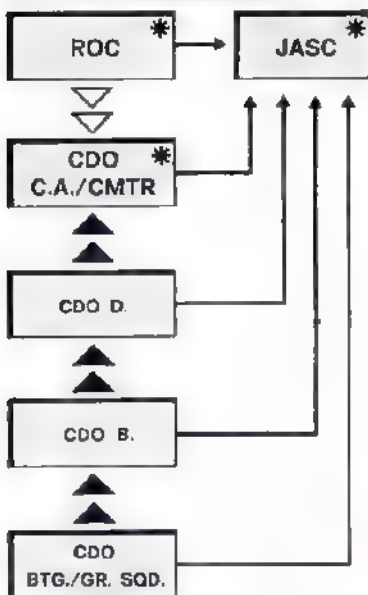 ROC *
JASC *
CDO *
C.A./CMTR
CDO D.
CDO B.
CDO
BTG./GR. SQD.